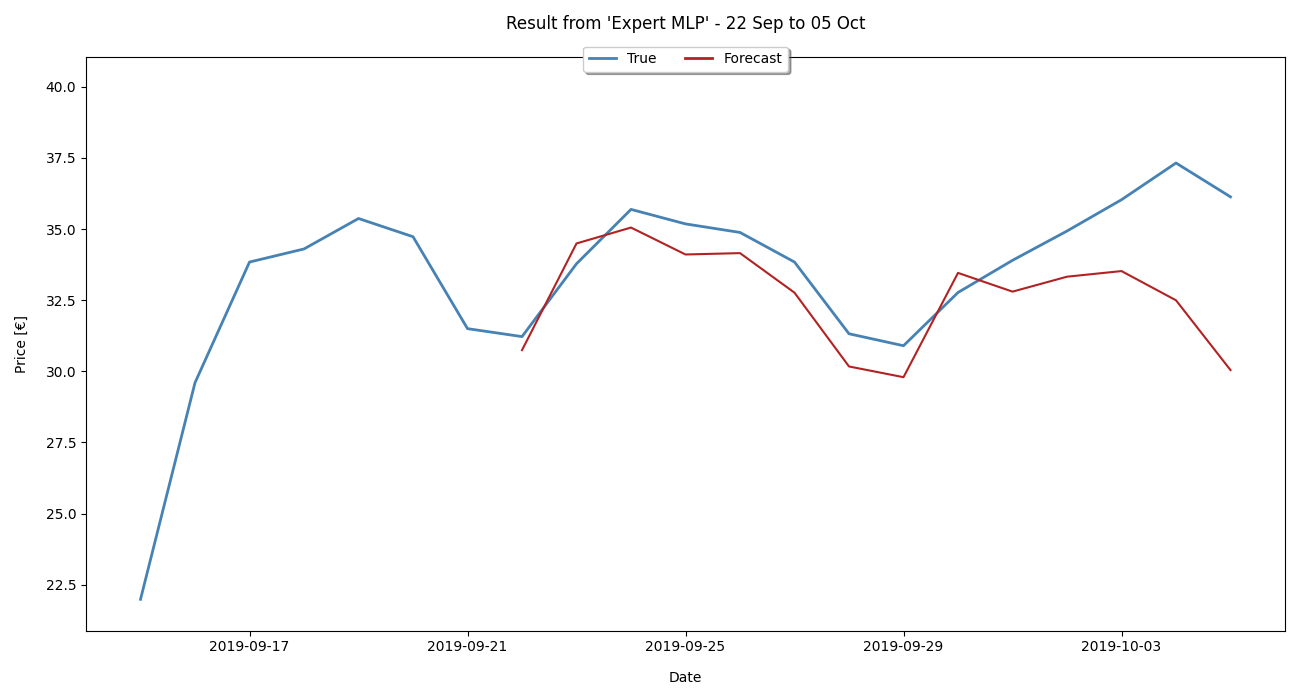 Result from 'Expert MLP' - 22 Sep to 05 Oct
True Forecast
40.0
37.5
35.0
32.5
30.0
27.5
25.0
22.5
Price [€]
2019-09-17 2019-09-21 2019-09-25 2019-09-29 2019-10-03
Date